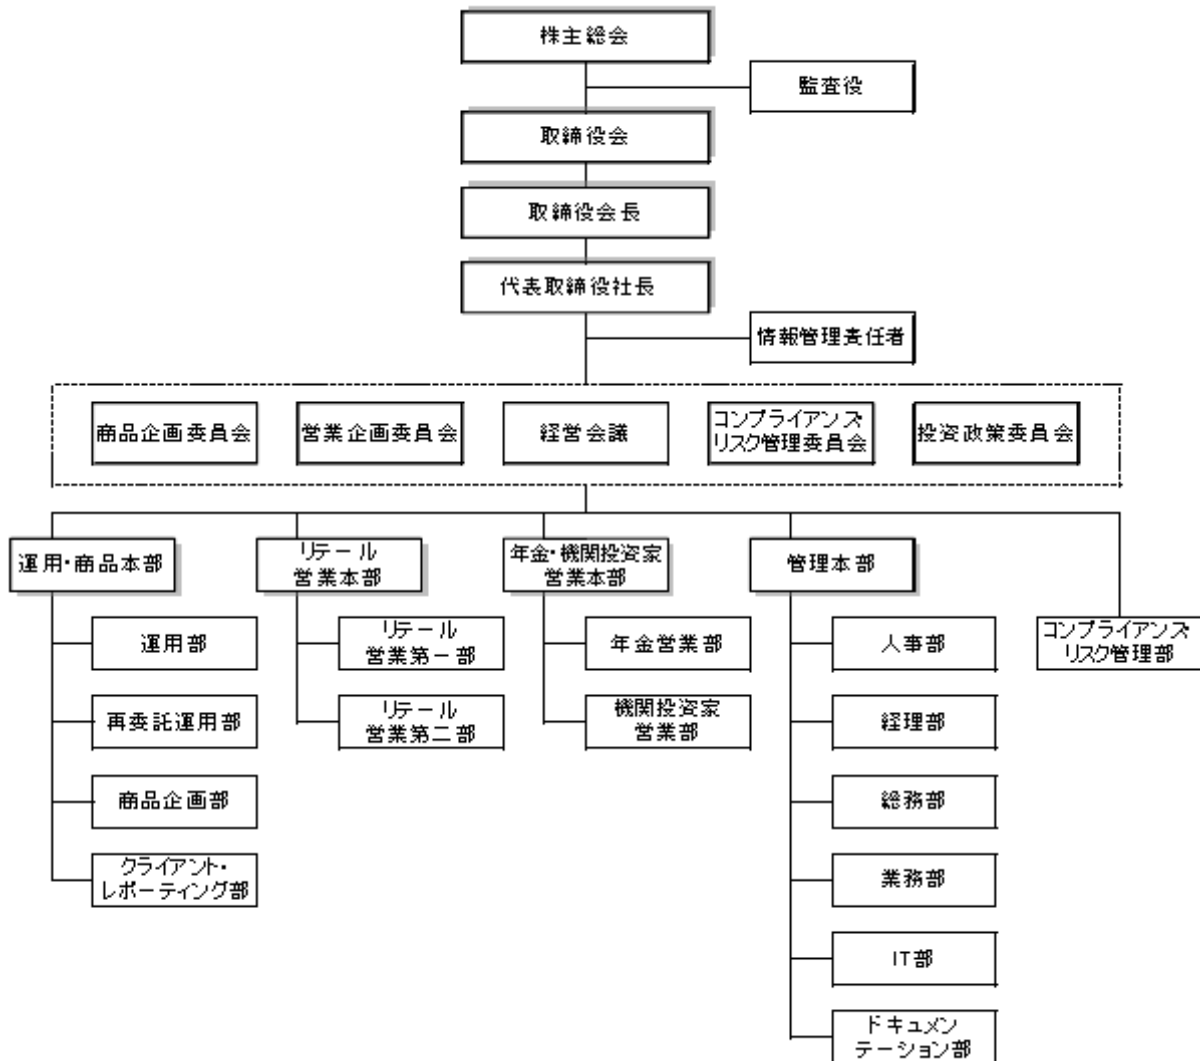 株主総会
監査役
取締役会
取締役会長
代表取締役社長
情報管理責任者
商品企画委員会
営業企画委員会
経営会議
コンプライアンス・
リスク管理委員会
投資政策委員会
運用・商品本部
リテール
営業本部
年金・機関投資家
営業本部
管理本部
コンプライアンス・
リスク管理部
運用部
再委託運用部
商品企画部
クライアント・
レポーティング部
リテール
営業第一部
リテール
営業第二部
年金営業部
機関投資家
営業部
人事部
経理部
総務部
業務部
IT部
ドキュメン
テーション部